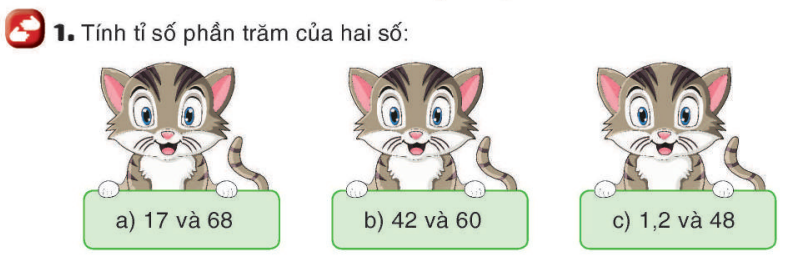 1. Tính tỉ số phần trăm của hai số:
a) 17 và 68
b) 42 và 60
c) 1,2 và 48